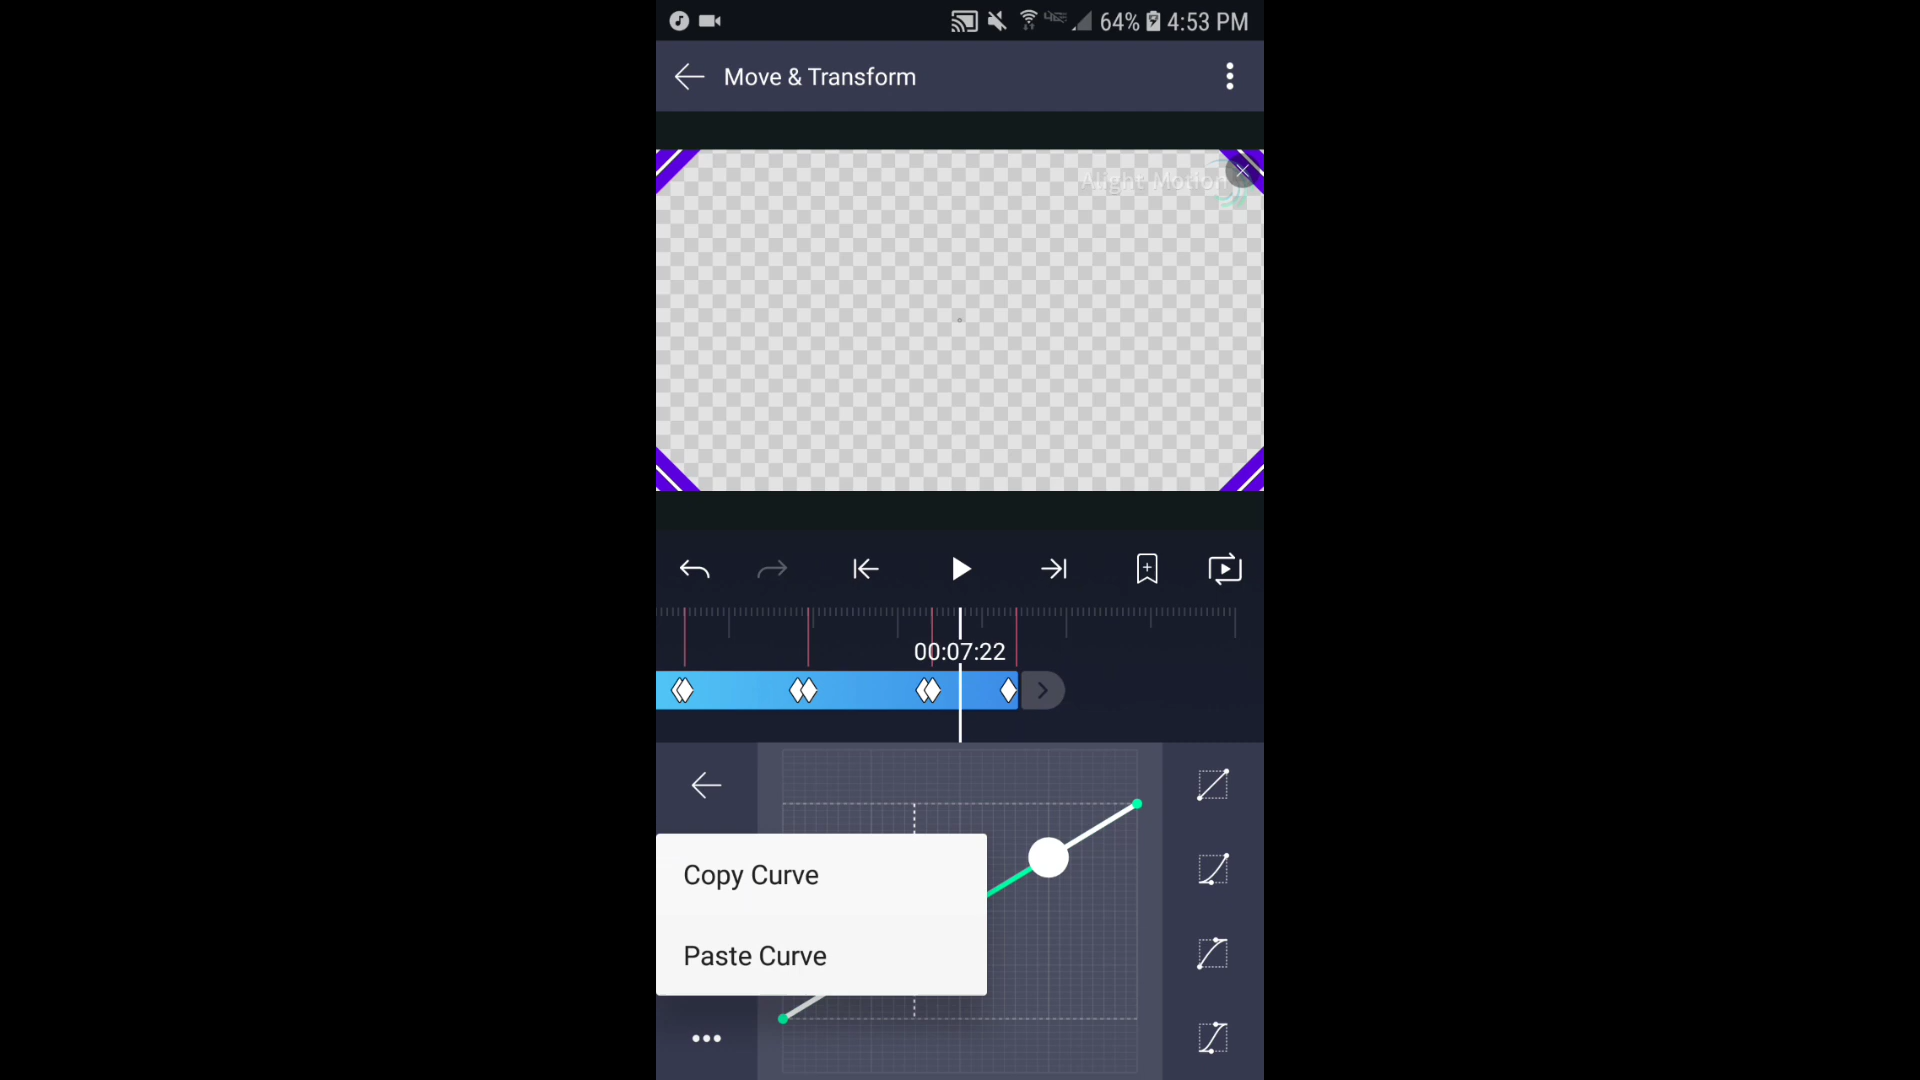 64% 4:53 PM
Move & Transform
Alight Motion
00:07:22
Copy Curve
Paste Curve